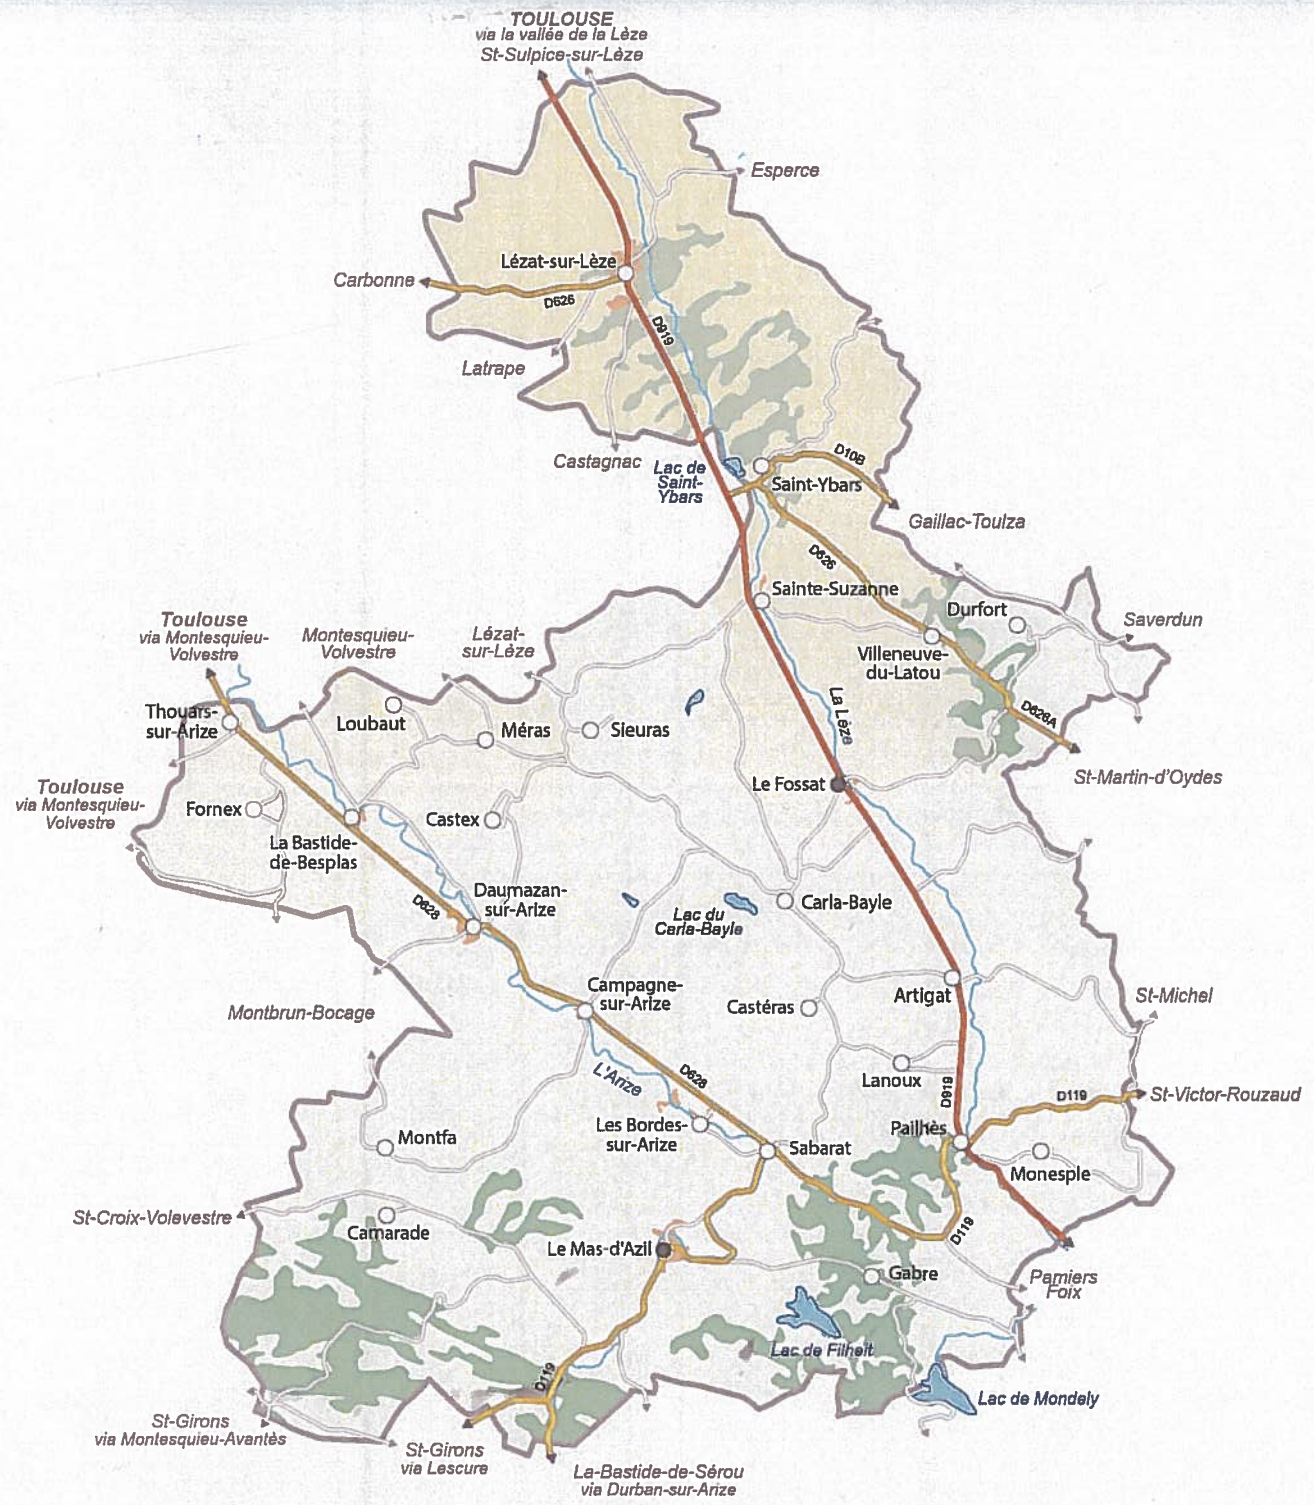 TOULOUSE
via la vallée de la Lèze
St-Sulpice-sur-Lèze
Esperce
Lézat-sur-Lèze
Carbonne
D626
D919
Latrape
Castagnac
Lac de
Saint-
Ybars
D10B
Saint-Ybars
Gaillac-Toulza
D626
Sainte-Suzanne
Durfort
Saverdun
Villeneuve-
du-Latou
Toulouse
via Montesquieu-
Volvestre
Montesquieu-
Volvestre
Lézat-
sur-Lèze
Thouars-
sur-Arize
Loubaut
Méras
Sieuras
La Lèze
D626A
St-Martin-d'Oydes
Toulouse
via Montesquieu-
Volvestre
Le Fossat
Fornex
Castex
La Bastide-
de-Besplas
Daumazan-
sur-Arize
D628
Carla-Bayle
Lac du
Carla-Bayle
Campagne-
sur-Arize
Artigat
St-Michel
Montbrun-Bocage
Castéras
L'Arize
D628
Lanoux
D919
D119
St-Victor-Rouzaud
Les Bordes-
sur-Arize
Pailhès
Montfa
Sabarat
Monesple
St-Croix-Volevestre
Camarade
D119
Le Mas-d'Azil
Gabre
Pamiers
Foix
Lac de Filheit
D119
Lac de Mondely
St-Girons
via Montesquieu-Avantès
St-Girons
via Lescure
La-Bastide-de-Sérou
via Durban-sur-Arize